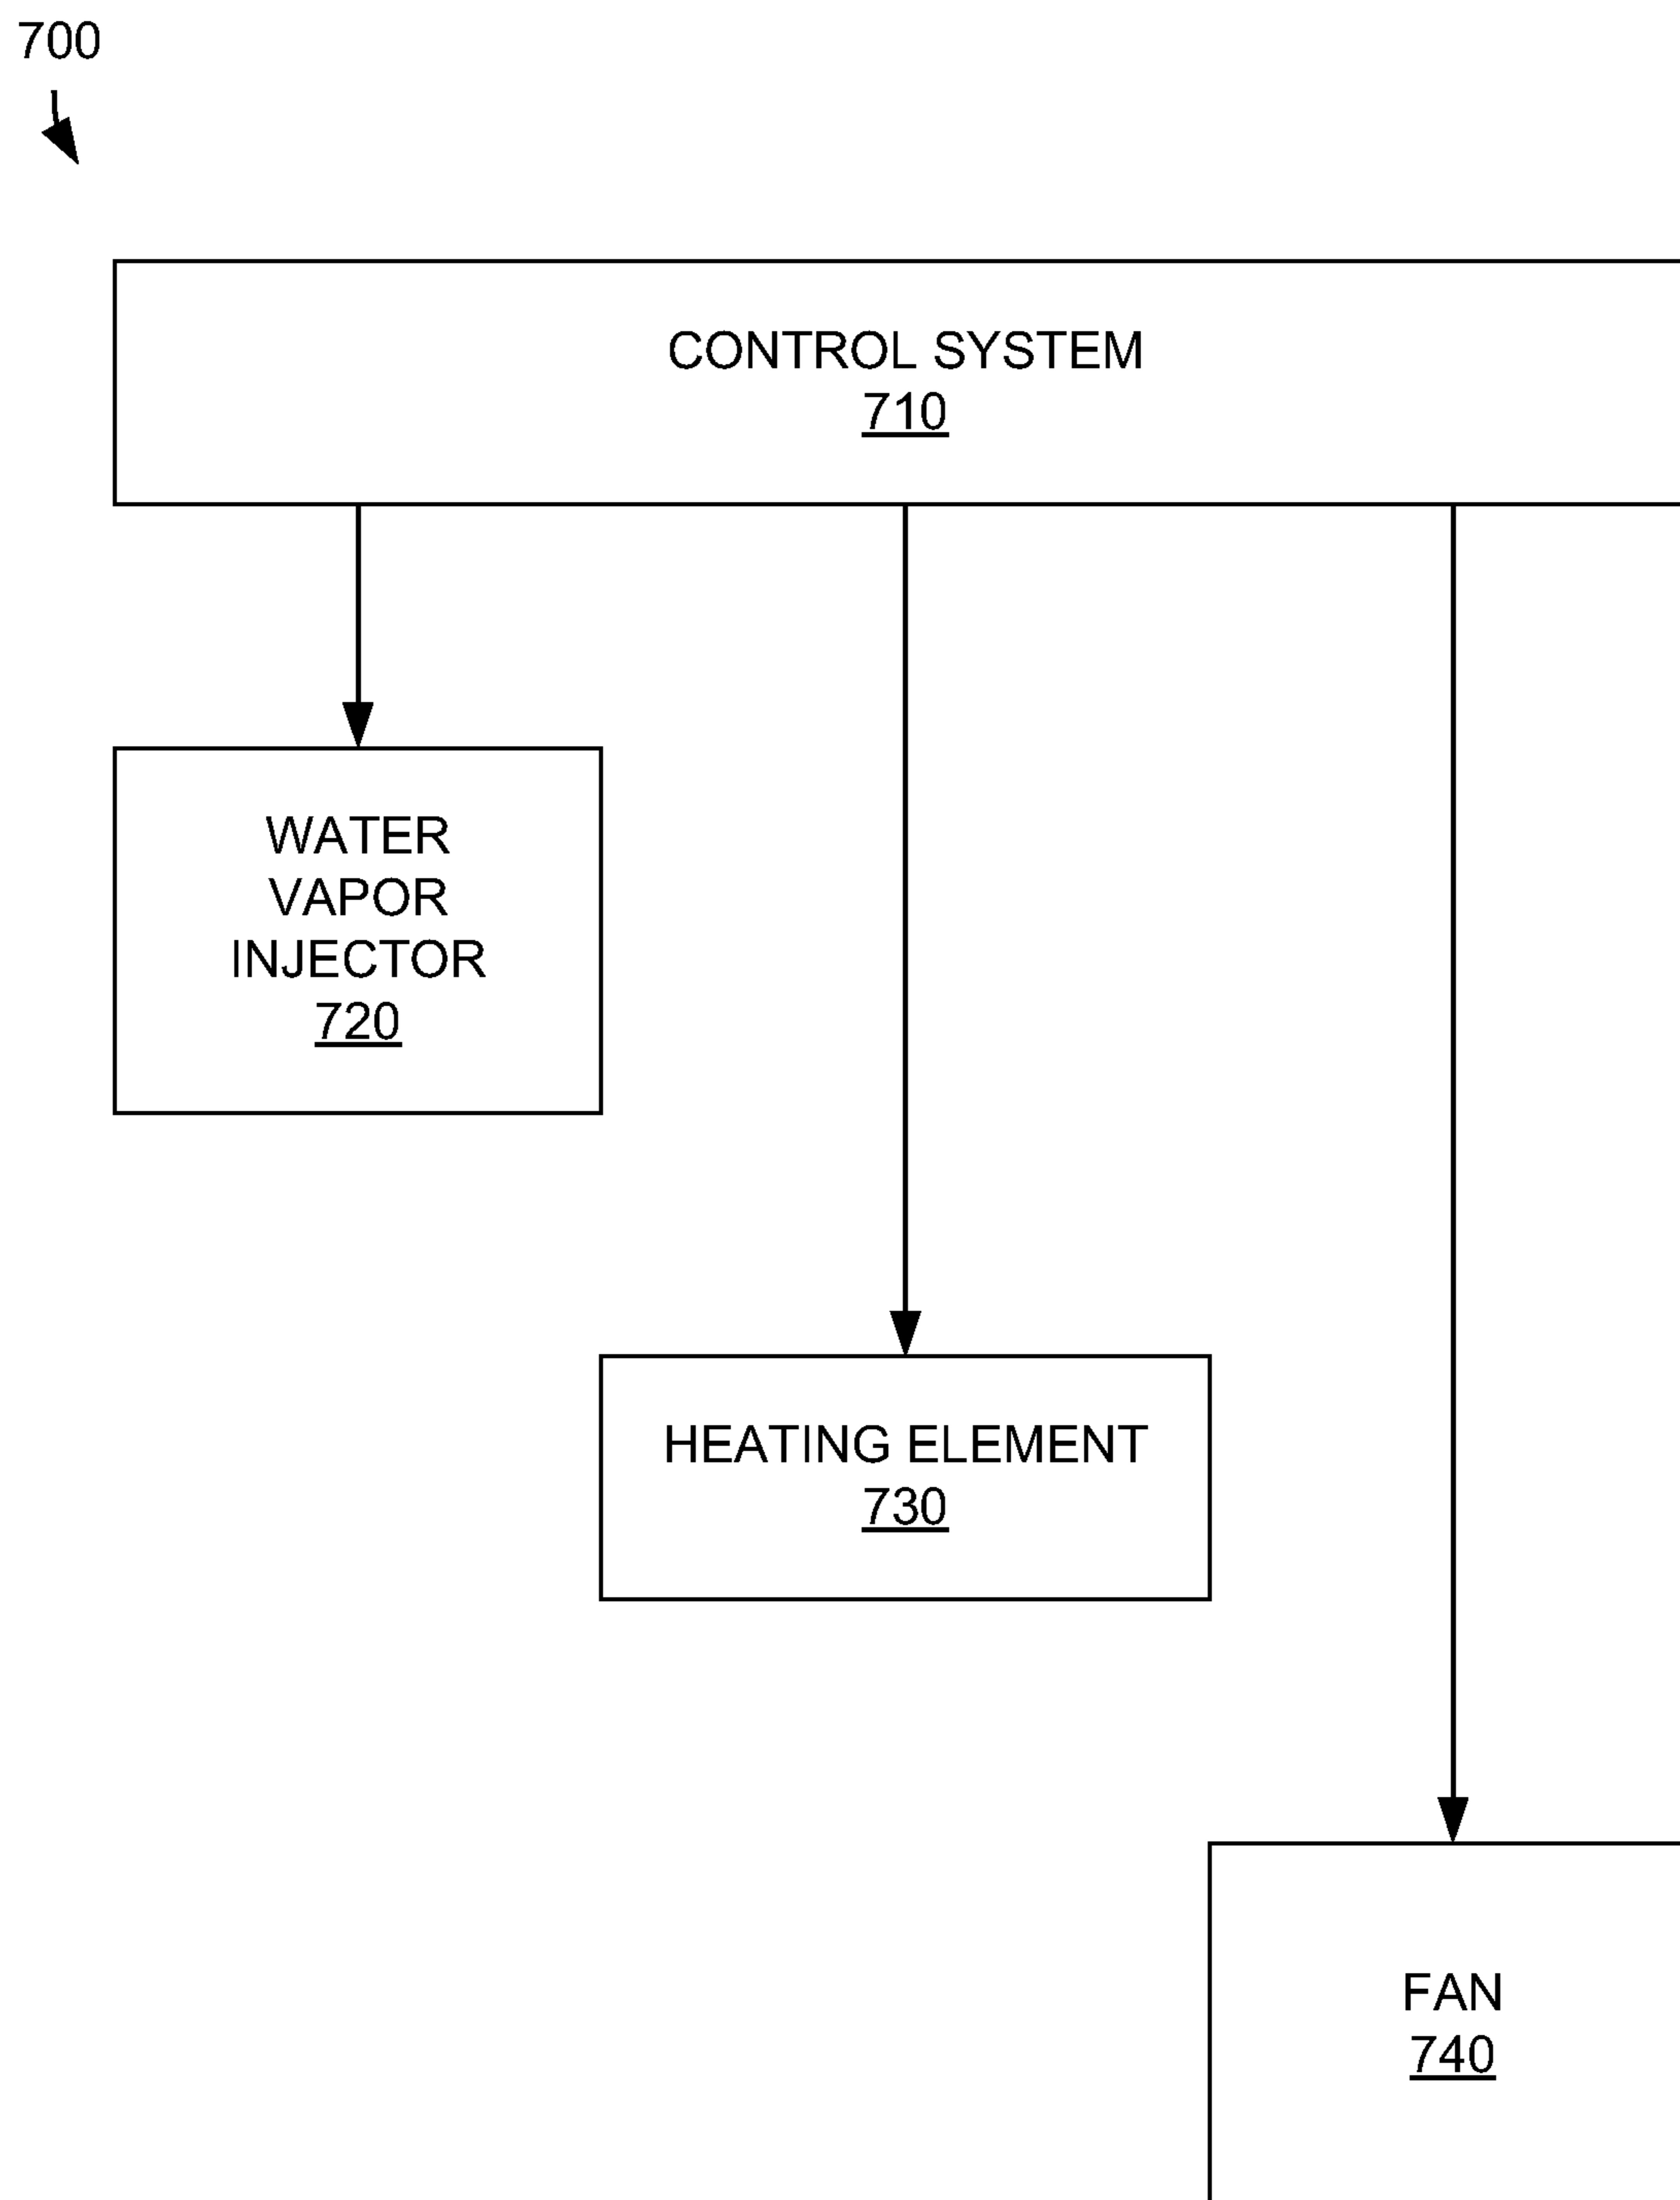 700
CONTROL SYSTEM
710
WATER
VAPOR
INJECTOR
720
HEATING ELEMENT
730
FAN
740